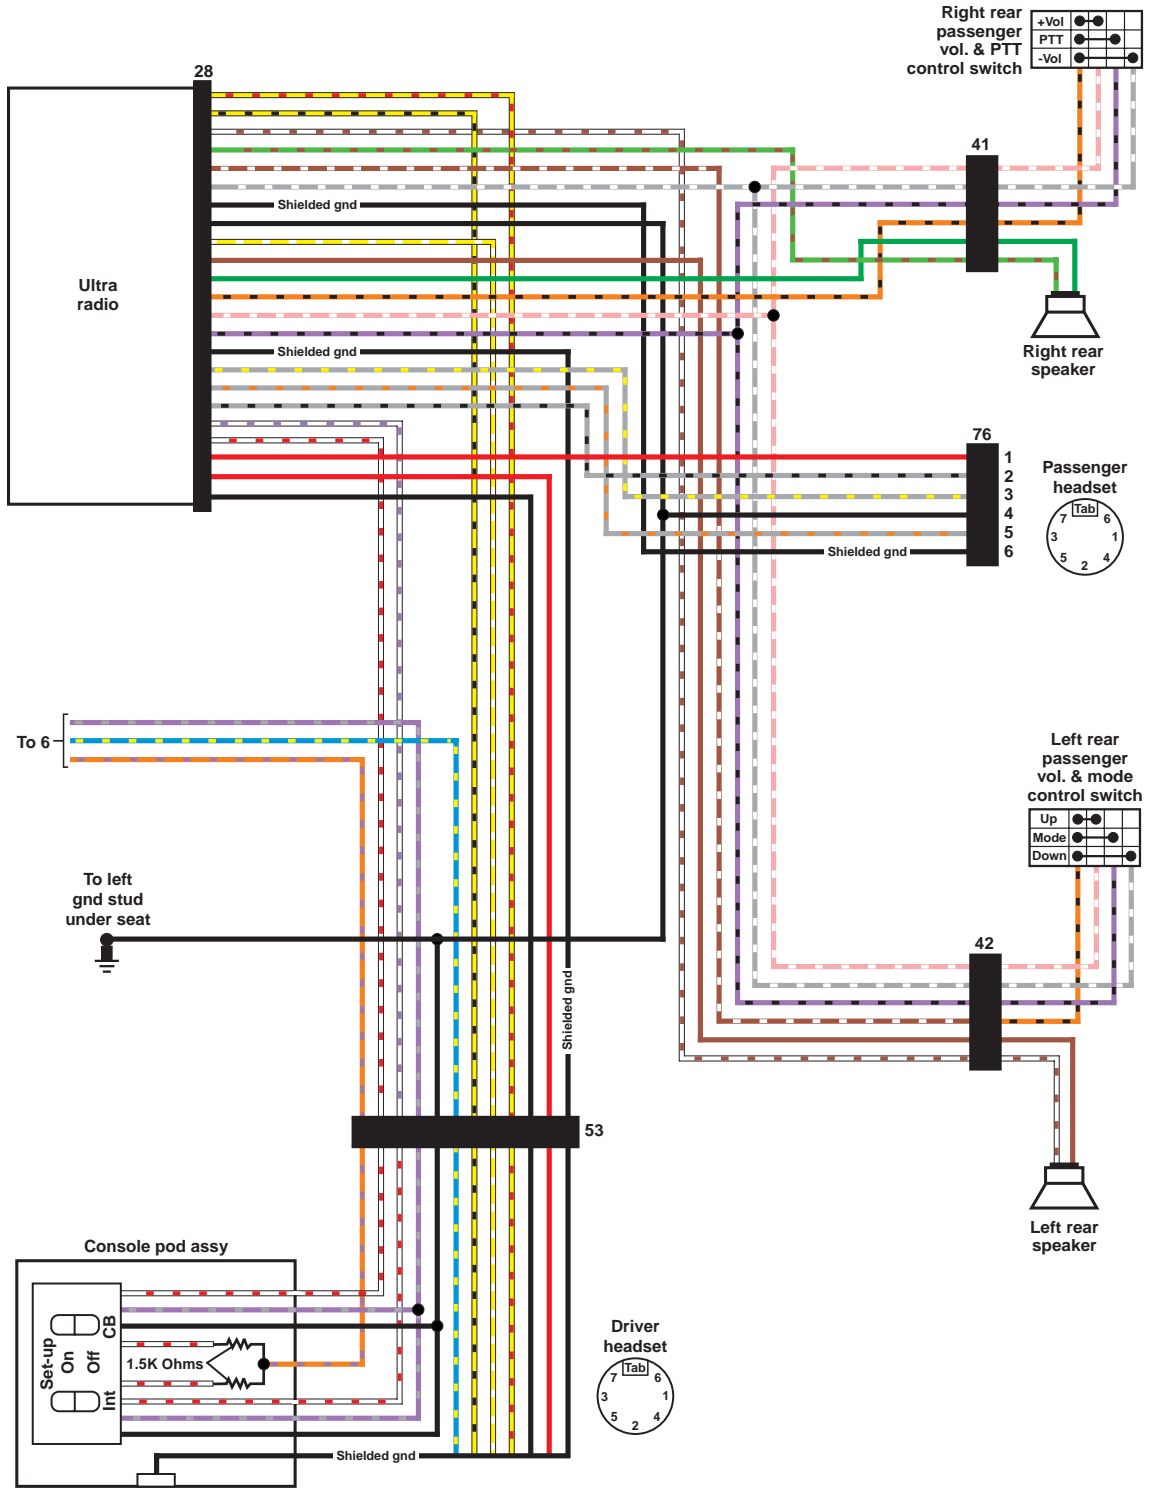 Right rear
passenger
vol. & PTT
control switch
+Vol
PTT
-Vol
28
41
Shielded gnd
Ultra
radio
Shielded gnd
Right rear
speaker
76
1
2
3
4
5
6
Passenger
headset
Tab
7
6
3
1
5
4
2
Shielded gnd
To 6
Left rear
passenger
vol. & mode
control switch
Up
Mode
Down
To left
gnd stud
under seat
42
Shielded gnd
53
Left rear
speaker
Console pod assy
Set-up
On
Off
CB
Int
1.5K Ohms
Driver
headset
Tab
7
6
3
1
5
4
2
Shielded gnd